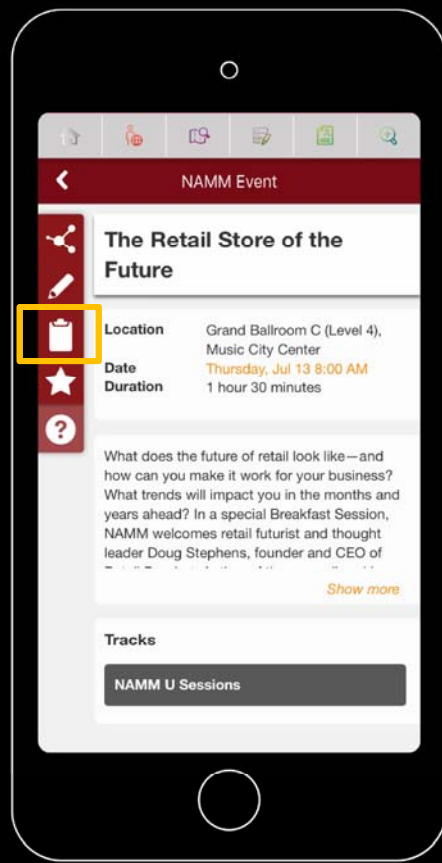 NAMM Event
The Retail Store of the
Future
Location Grand Ballroom C (Level 4),
Music City Center
Date Thursday, Jul 13 8:00 AM
Duration 1 hour 30 minutes
What does the future of retail look like—and
how can you make it work for your business?
What trends will impact you in the months and
years ahead? In a special Breakfast Session,
NAMM welcomes retail futurist and thought
leader Doug Stephens, founder and CEO of
Show more
Tracks
NAMM U Sessions